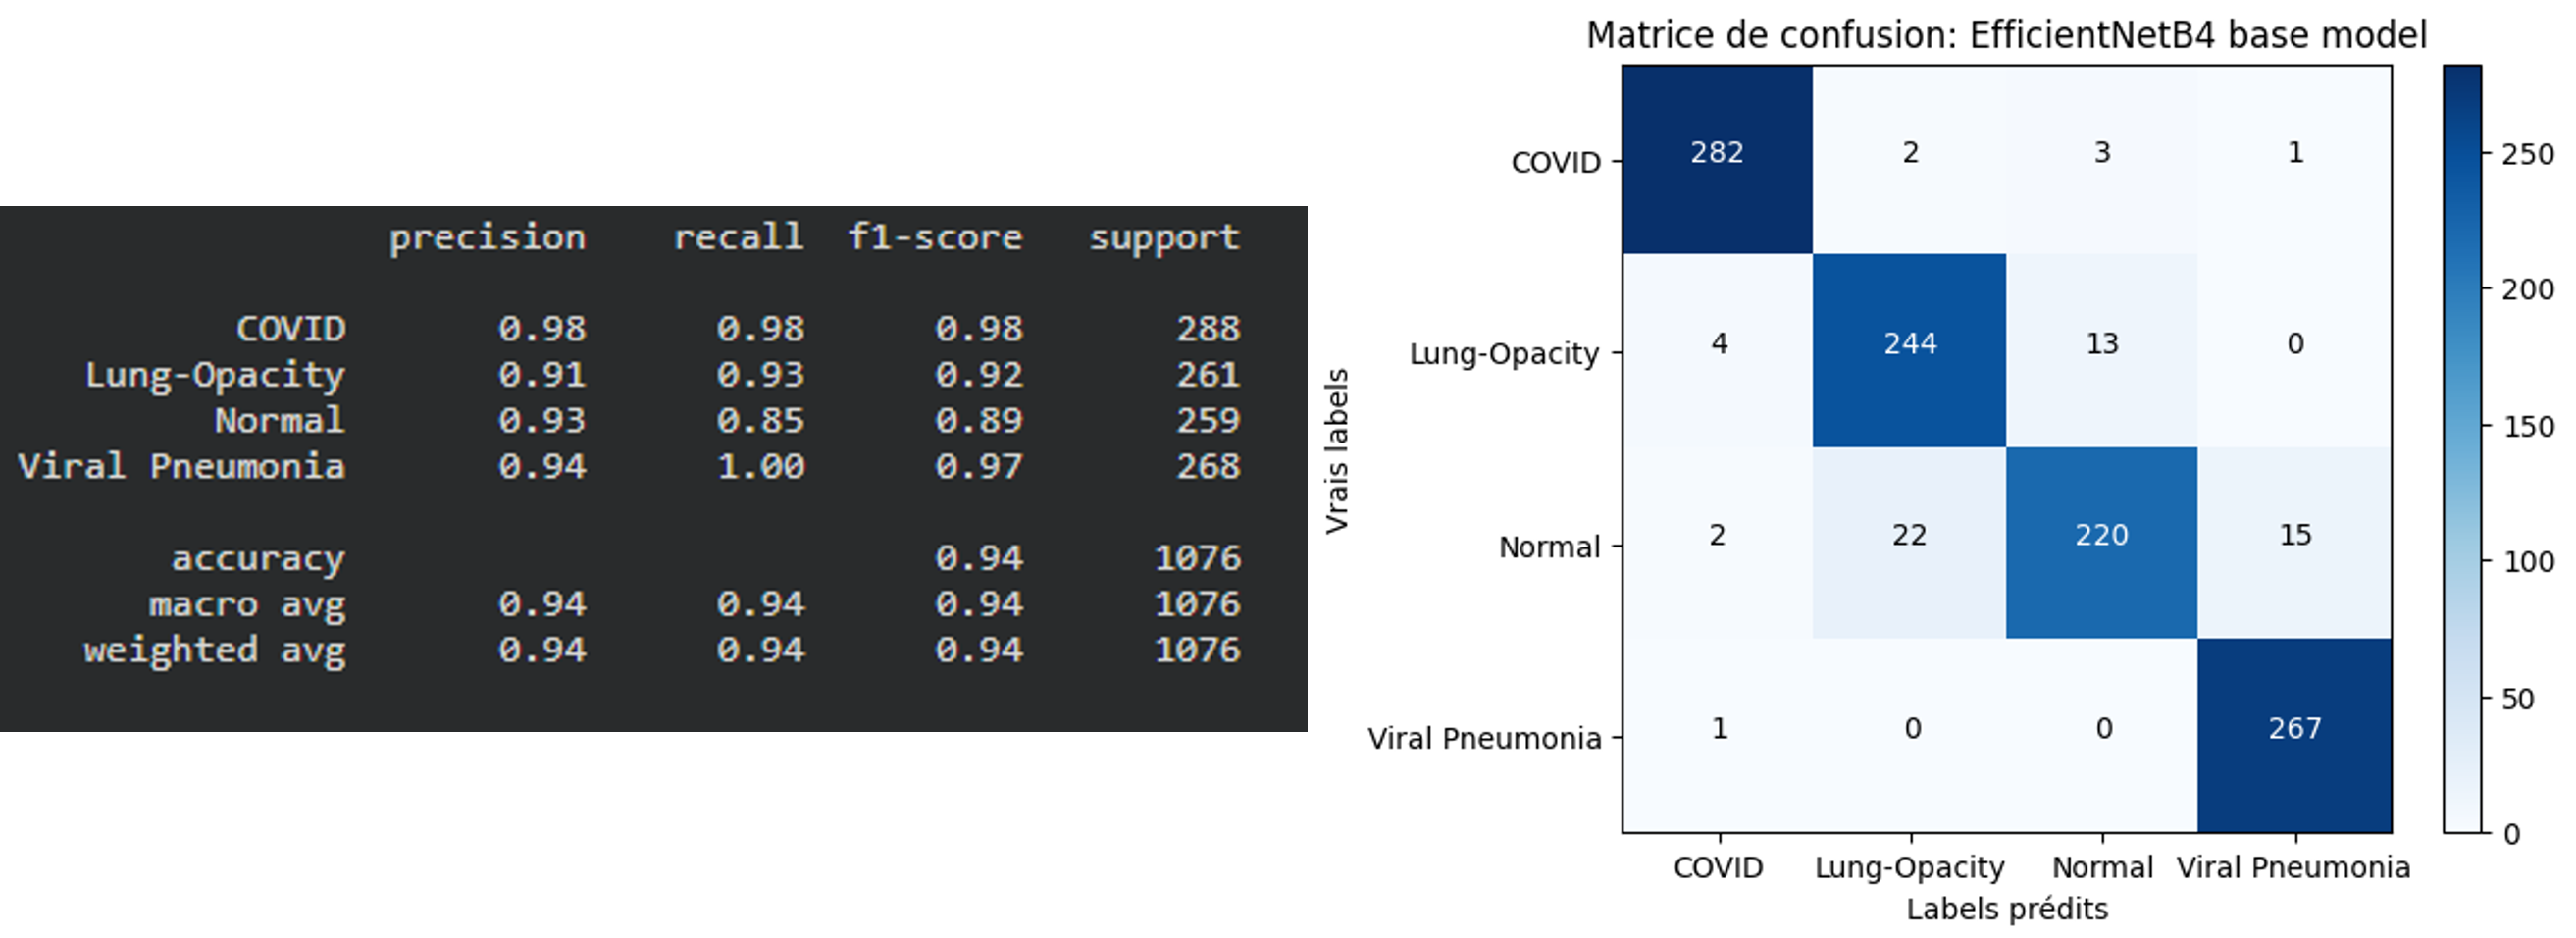 precision recall f1-score support
COVID 0.98 0.98 0.98 288
Lung-Opacity 0.91 0.93 0.92 261
Normal 0.93 0.85 0.89 259
Viral Pneumonia 0.94 1.00 0.97 268
accuracy 0.94 1076
macro avg 0.94 0.94 0.94 1076
weighted avg 0.94 0.94 0.94 1076
Matrice de confusion: EfficientNetB4 base model
Vrais labels
COVID 282 2 3 1
Lung-Opacity 4 244 13 0
Normal 2 22 220 15
Viral Pneumonia 1 0 0 267
COVID Lung-Opacity Normal Viral Pneumonia
Labels prédits
250
200
150
100
50
0